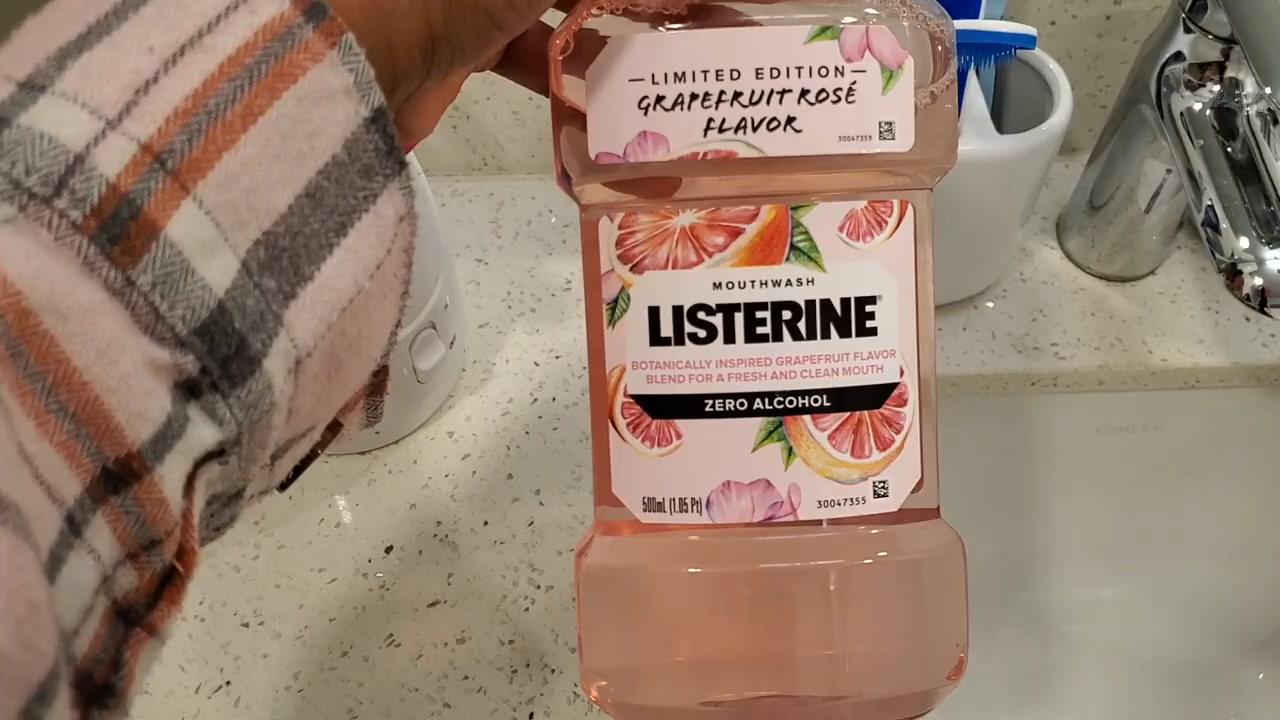 —LIMITED EDITION—
GRAPEFRUIT ROSÉ
FLAVOR
30047359
MOUTHWASH
LISTERINE®
BOTANICALLY INSPIRED GRAPEFRUIT FLAVOR
BLEND FOR A FRESH AND CLEAN MOUTH
ZERO ALCOHOL
500mL (1.05 Pt)
30047355
KOHLER